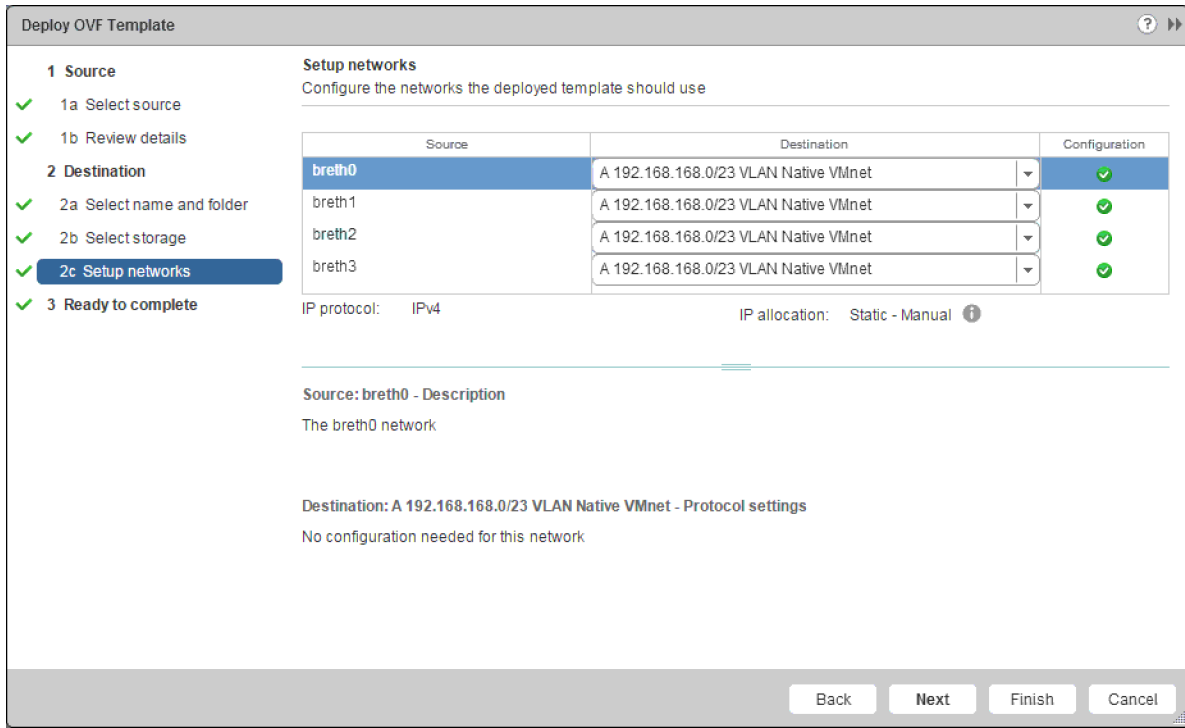 Deploy OVF Template
?
1 Source
1a Select source
1b Review details
2 Destination
2a Select name and folder
2b Select storage
2c Setup networks
3 Ready to complete
Setup networks
Configure the networks the deployed template should use
Source Destination Configuration
breth0 A 192.168.168.0/23 VLAN Native VMnet
breth1 A 192.168.168.0/23 VLAN Native VMnet
breth2 A 192.168.168.0/23 VLAN Native VMnet
breth3 A 192.168.168.0/23 VLAN Native VMnet
IP protocol: IPv4 IP allocation: Static - Manual
Source: breth0 - Description
The breth0 network
Destination: A 192.168.168.0/23 VLAN Native VMnet - Protocol settings
No configuration needed for this network
Back Next Finish Cancel